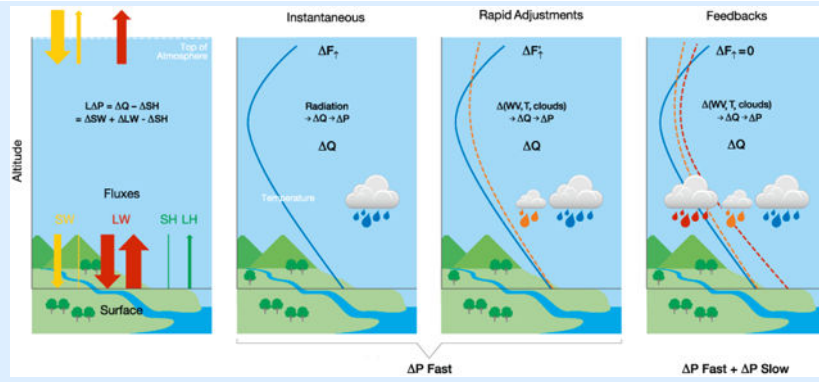 Instantaneous
Rapid Adjustments
Feedbacks
Top of
Atmosphere
LΔP = ΔQ – ΔSH
= ΔSW + ΔLW - ΔSH
Altitude
Fluxes
SW
LW
SH LH
Surface
ΔF↑
Radiation
→ ΔQ → ΔP
ΔQ
Temperature
ΔF↑
Δ(WV, T, clouds)
→ ΔQ → ΔP
ΔQ
ΔF↑ = 0
Δ(WV, T, clouds)
→ ΔQ → ΔP
ΔQ
ΔP Fast
ΔP Fast + ΔP Slow